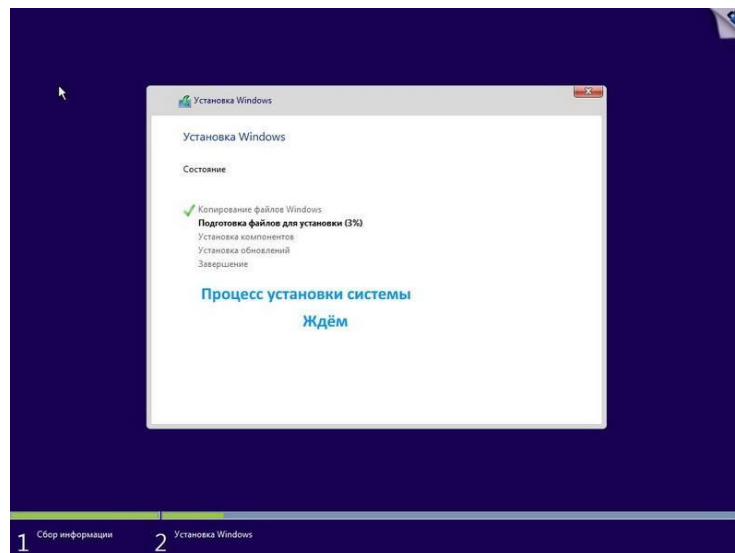 Установка Windows
Установка Windows
Состояние
Копирование файлов Windows
Подготовка файлов для установки (3%)
Установка компонентов
Установка обновлений
Завершение
Процесс установки системы
Ждём
1 Сбор информации
2 Установка Windows